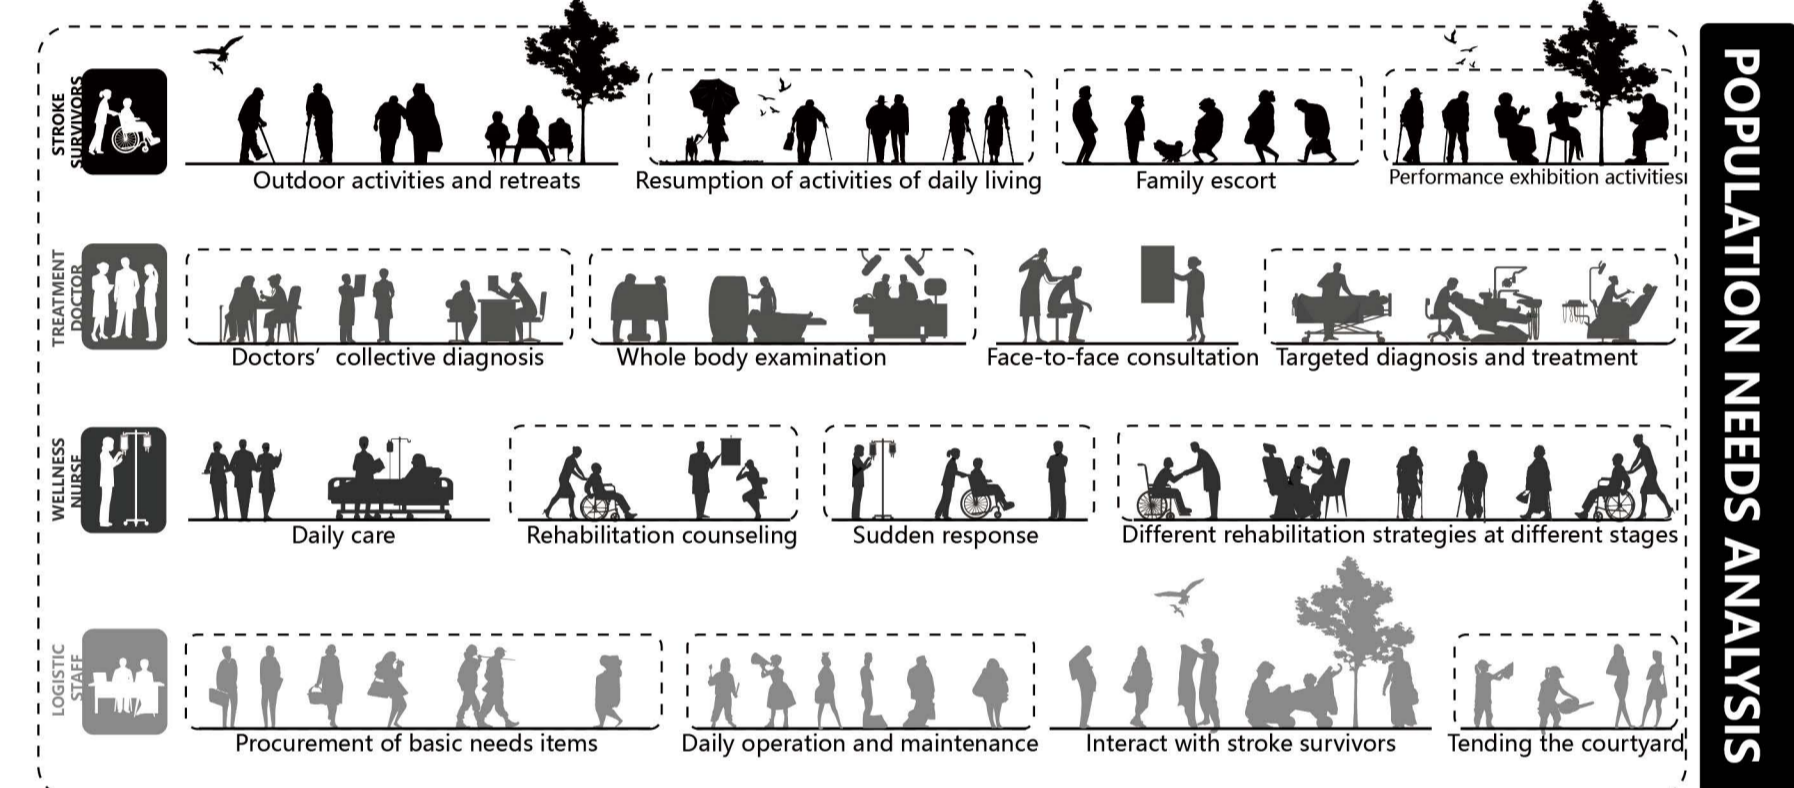 STROKE
SURVIVORS
Outdoor activities and retreats
Resumption of activities of daily living
Family escort
Performance exhibition activities
TREATMENT
DOCTOR
Doctors’ collective diagnosis
Whole body examination
Face-to-face consultation
Targeted diagnosis and treatment
WELLNESS
NURSE
Daily care
Rehabilitation counseling
Sudden response
Different rehabilitation strategies at different stages
LOGISTIC
STAFF
Procurement of basic needs items
Daily operation and maintenance
Interact with stroke survivors
Tending the courtyard
POPULATION NEEDS ANALYSIS